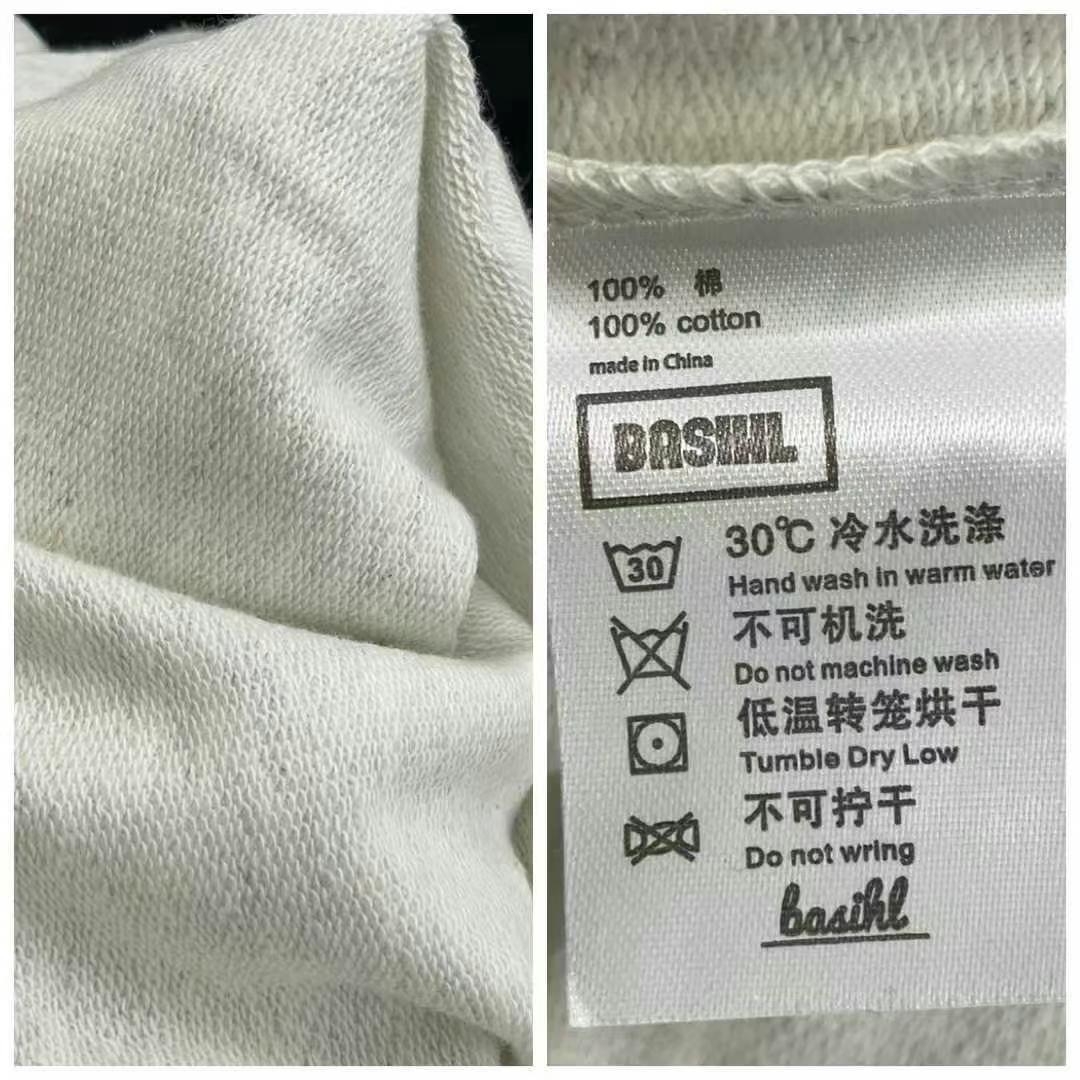 100% 棉
100% cotton
made in China
BASIHL
30℃ 冷水洗涤
30
Hand wash in warm water
不可机洗
Do not machine wash
低温转笼烘干
Tumble Dry Low
不可拧干
Do not wring
basihl